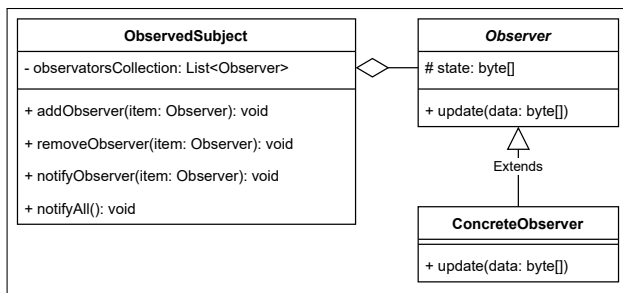 ObservedSubject
- observatorsCollection: List<Observer>
+ addObserver(item: Observer): void
+ removeObserver(item: Observer): void
+ notifyObserver(item: Observer): void
+ notifyAll(): void
Observer
# state: byte[]
+ update(data: byte[])
Extends
ConcreteObserver
+ update(data: byte[])